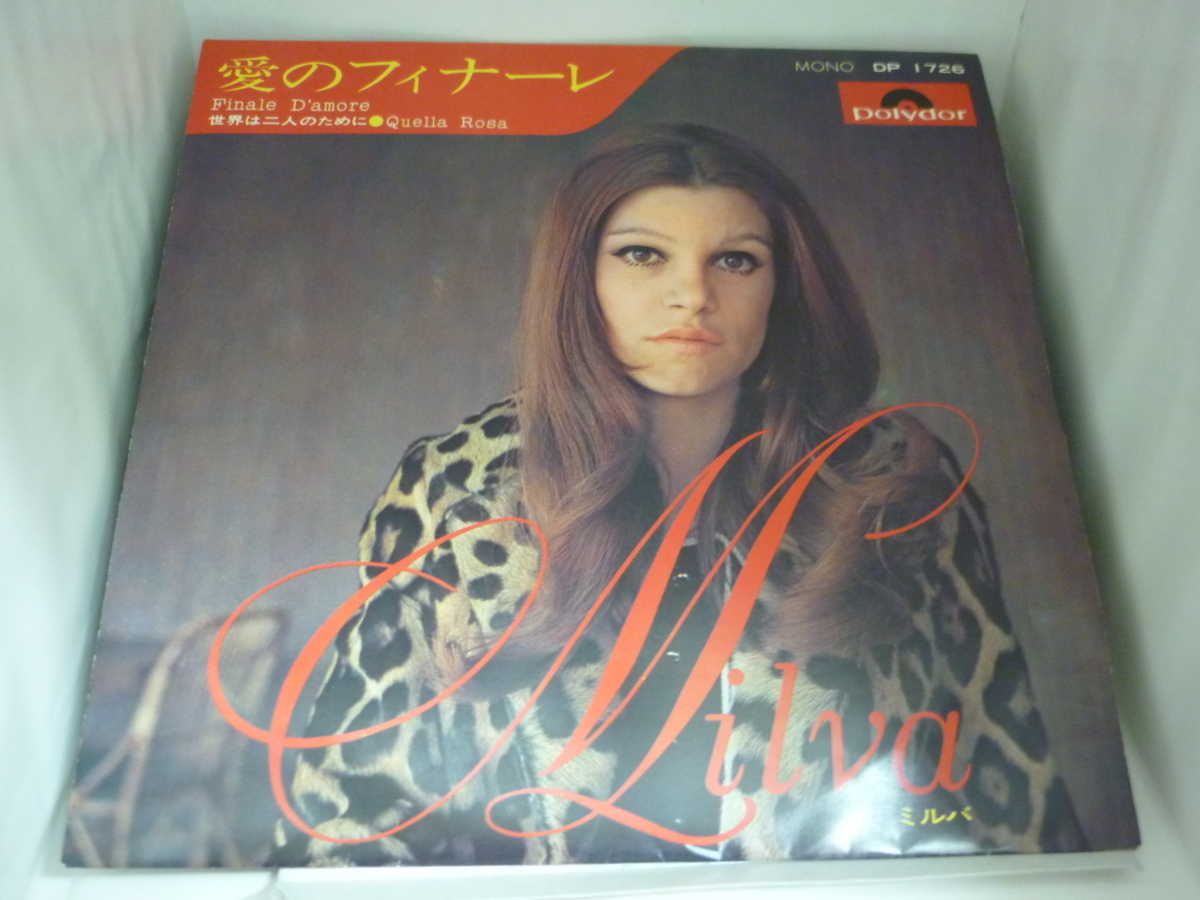 愛のフィナーレ
Finale D'amore
世界は二人のために●Quella Rosa
MONO DP 1726
Polydor
Milva
ミルバ